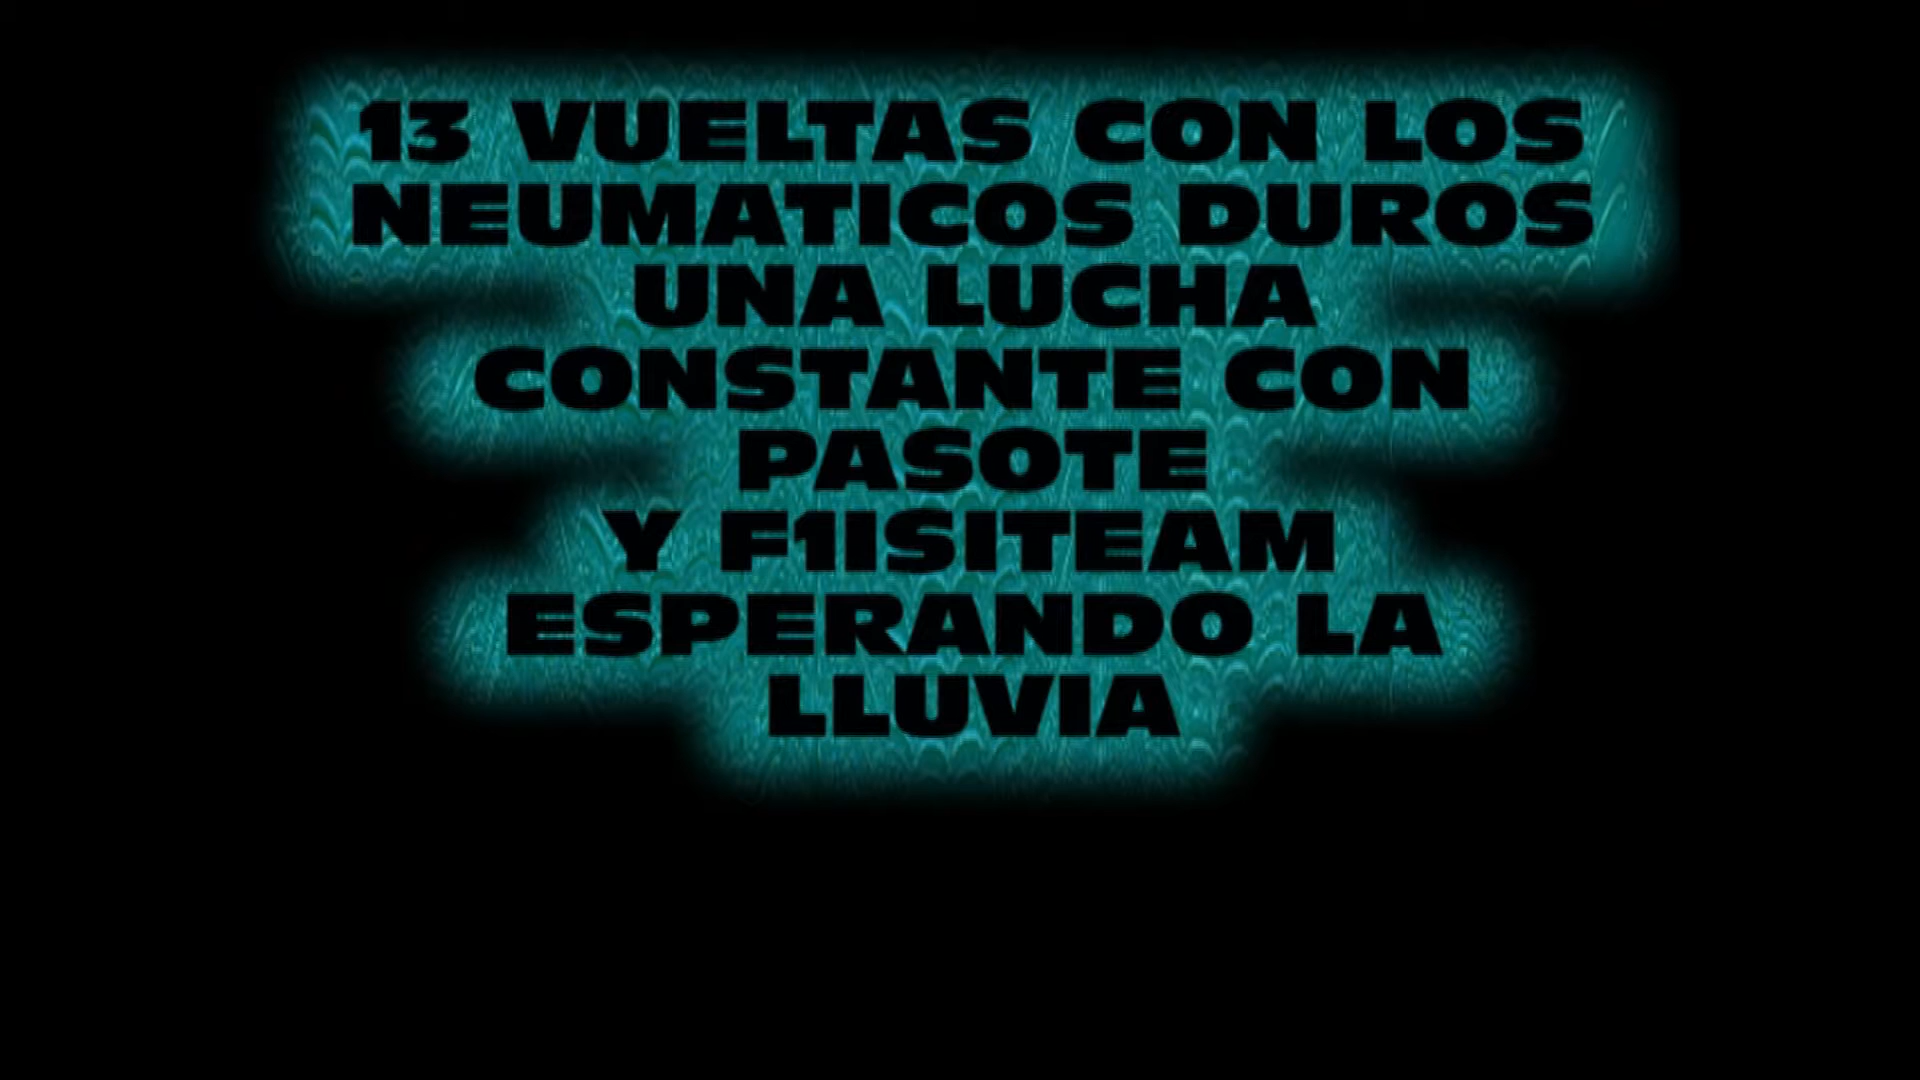 13 VUELTAS CON LOS
NEUMATICOS DUROS
UNA LUCHA
CONSTANTE CON
PASOTE
Y F1ISITEAM
ESPERANDO LA
LLUVIA